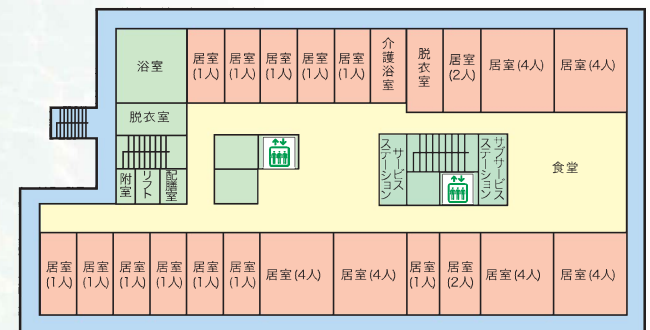 浴室
居室
(1人)
居室
(1人)
居室
(1人)
居室
(1人)
居室
(1人)
介護浴室
脱衣室
居室
(2人)
居室(4人)
居室(4人)
脱衣室
附室
リフト
配膳室
サービス
ステーション
サブサービス
ステーション
食堂
居室
(1人)
居室
(1人)
居室
(1人)
居室
(1人)
居室
(1人)
居室
(1人)
居室(4人)
居室(4人)
居室
(1人)
居室
(2人)
居室(4人)
居室(4人)